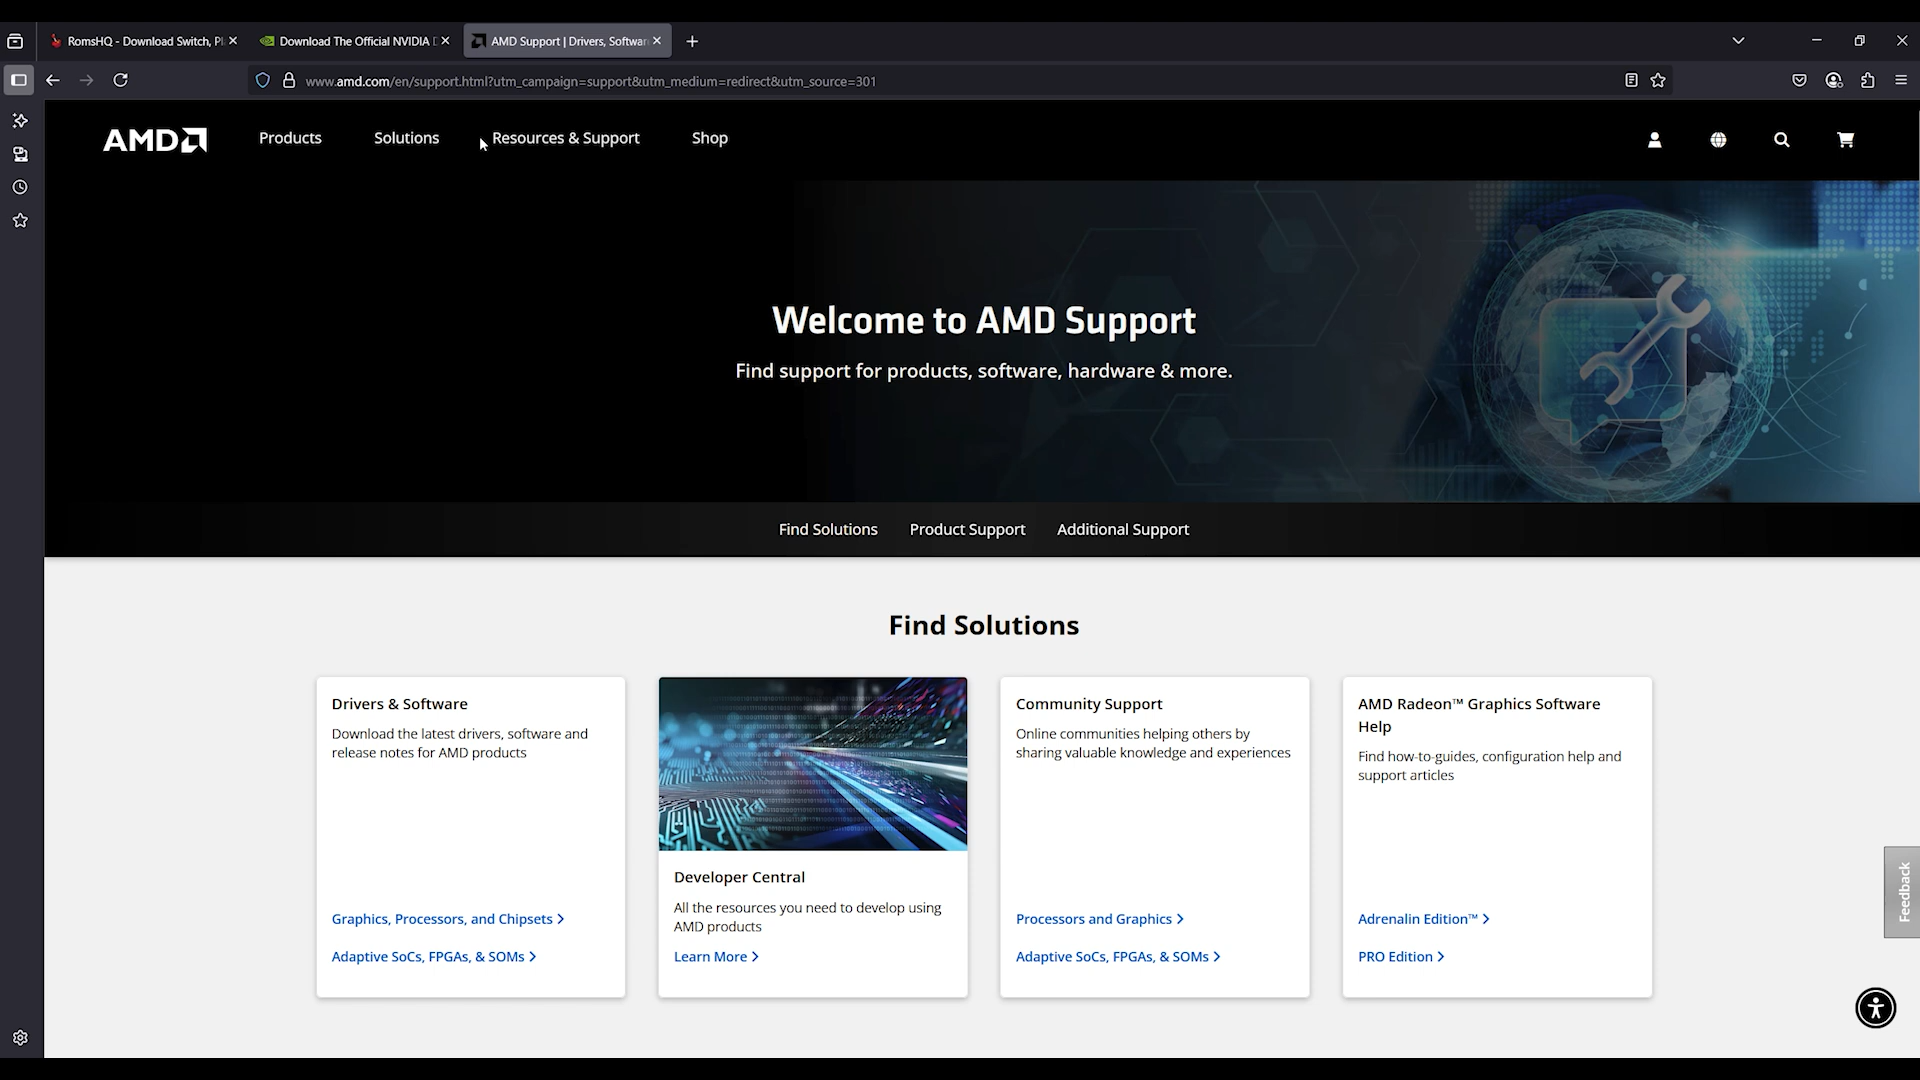 RomsHQ - Download Switch, Pl
Download The Official NVIDIA D
AMD Support | Drivers, Softwar
www.amd.com/en/support.html?utm_campaign=support&utm_medium=redirect&utm_source=301
AMD
Products
Solutions
Resources & Support
Shop
Welcome to AMD Support
Find support for products, software, hardware & more.
Find Solutions
Product Support
Additional Support
Find Solutions
Drivers & Software
Download the latest drivers, software and
release notes for AMD products
Graphics, Processors, and Chipsets
Adaptive SoCs, FPGAs, & SOMs
Developer Central
All the resources you need to develop using
AMD products
Learn More
Community Support
Online communities helping others by
sharing valuable knowledge and experiences
Processors and Graphics
Adaptive SoCs, FPGAs, & SOMs
AMD Radeon™ Graphics Software
Help
Find how-to-guides, configuration help and
support articles
Adrenalin Edition™
PRO Edition
Feedback